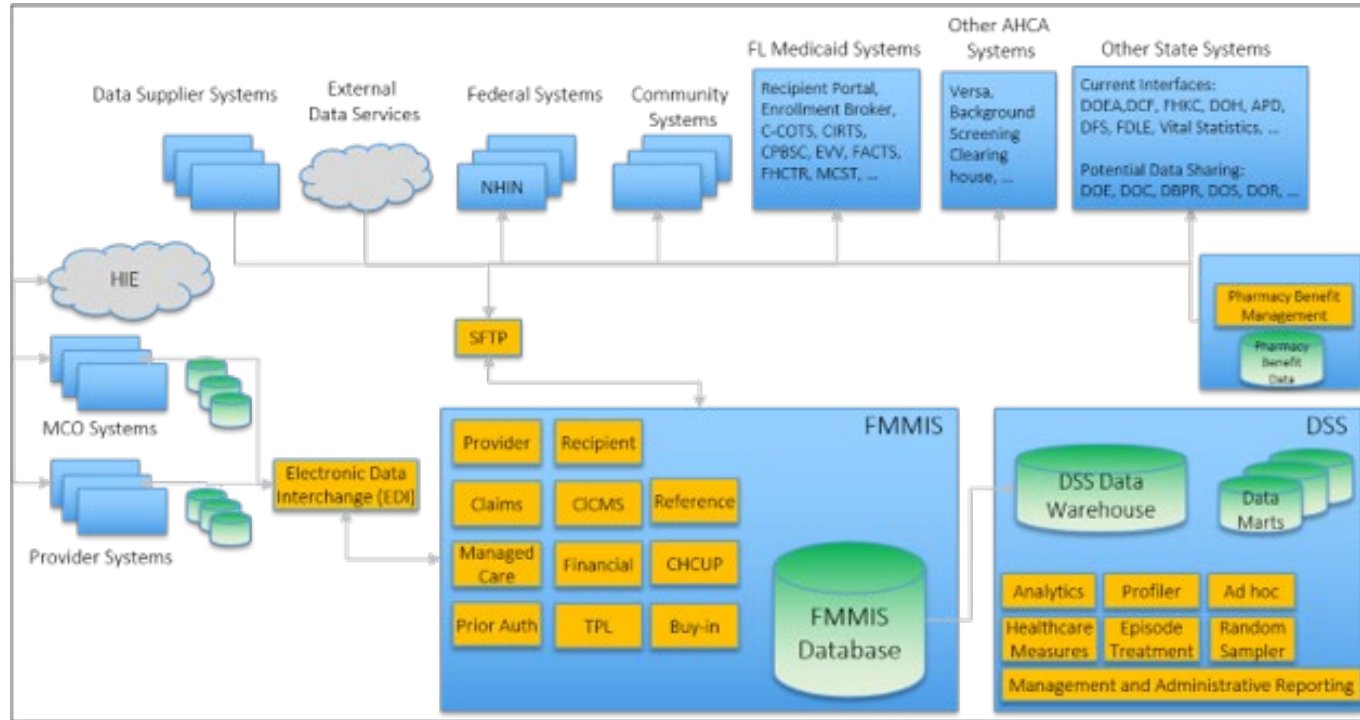 Other AHCA
Systems
FL Medicaid Systems
Other State Systems
Data Supplier Systems
External
Data Services
Federal Systems
Community
Systems
NHIN
Recipient Portal,
Enrollment Broker,
C-COTS, CIRTS,
CPBSC, EVV, FACTS,
FHCTR, MCST, ...
Versa,
Background
Screening
Clearing
house, ...
Current Interfaces:
DOEA,DCF, FHKC, DOH, APD,
DFS, FDLE, Vital Statistics, ...
Potential Data Sharing:
DOE, DOC, DBPR, DOS, DOR, ...
HIE
Pharmacy Benefit
Management
Pharmacy
Benefit
Data
SFTP
MCO Systems
Provider Systems
Electronic Data
Interchange (EDI)
FMMIS
Provider
Recipient
Claims
CICMS
Reference
Managed
Care
Financial
CHCUP
Prior Auth
TPL
Buy-in
FMMIS
Database
DSS
DSS Data
Warehouse
Data
Marts
Analytics
Profiler
Ad hoc
Healthcare
Measures
Episode
Treatment
Random
Sampler
Management and Administrative Reporting